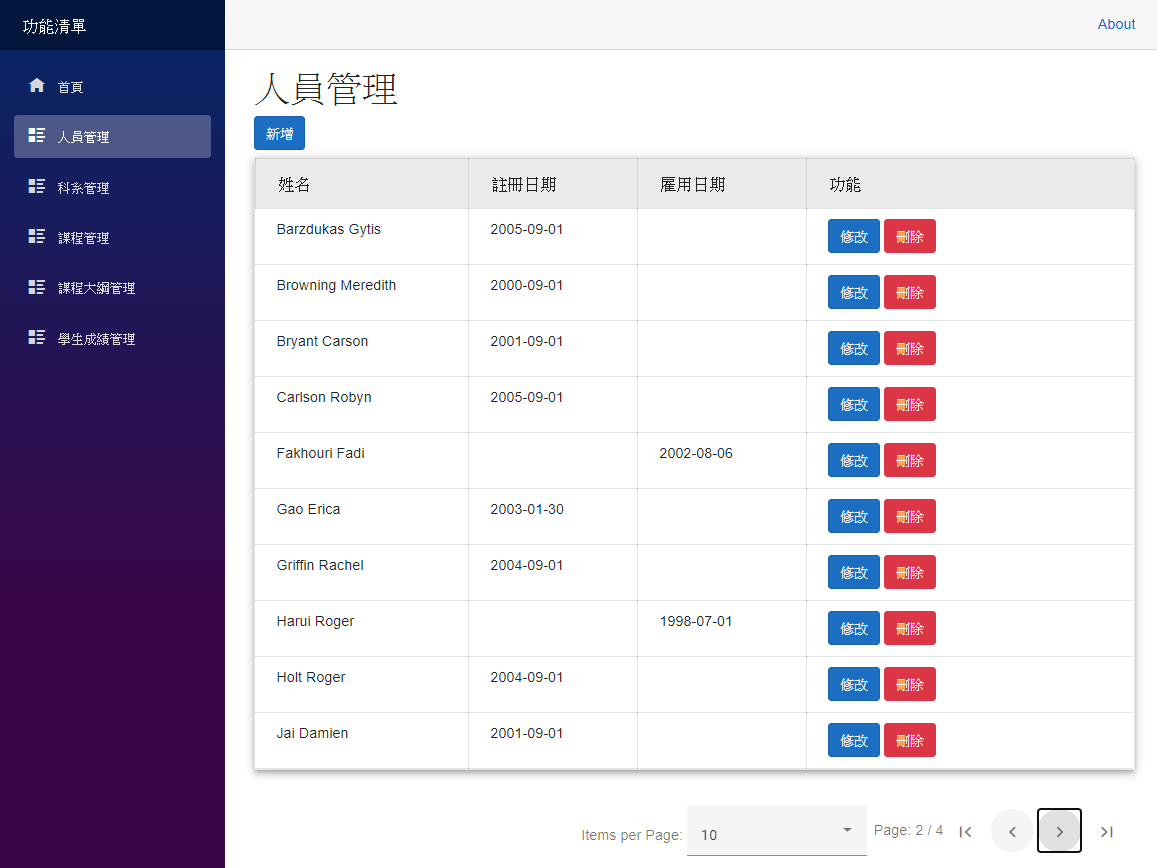 功能清單
About
首頁
人員管理
科系管理
課程管理
課程大綱管理
學生成績管理
人員管理
新增
姓名 註冊日期 雇用日期 功能
Barzdukas Gytis 2005-09-01 修改 刪除
Browning Meredith 2000-09-01 修改 刪除
Bryant Carson 2001-09-01 修改 刪除
Carlson Robyn 2005-09-01 修改 刪除
Fakhouri Fadi 2002-08-06 修改 刪除
Gao Erica 2003-01-30 修改 刪除
Griffin Rachel 2004-09-01 修改 刪除
Harui Roger 1998-07-01 修改 刪除
Holt Roger 2004-09-01 修改 刪除
Jai Damien 2001-09-01 修改 刪除
Items per Page: 10 Page: 2 / 4